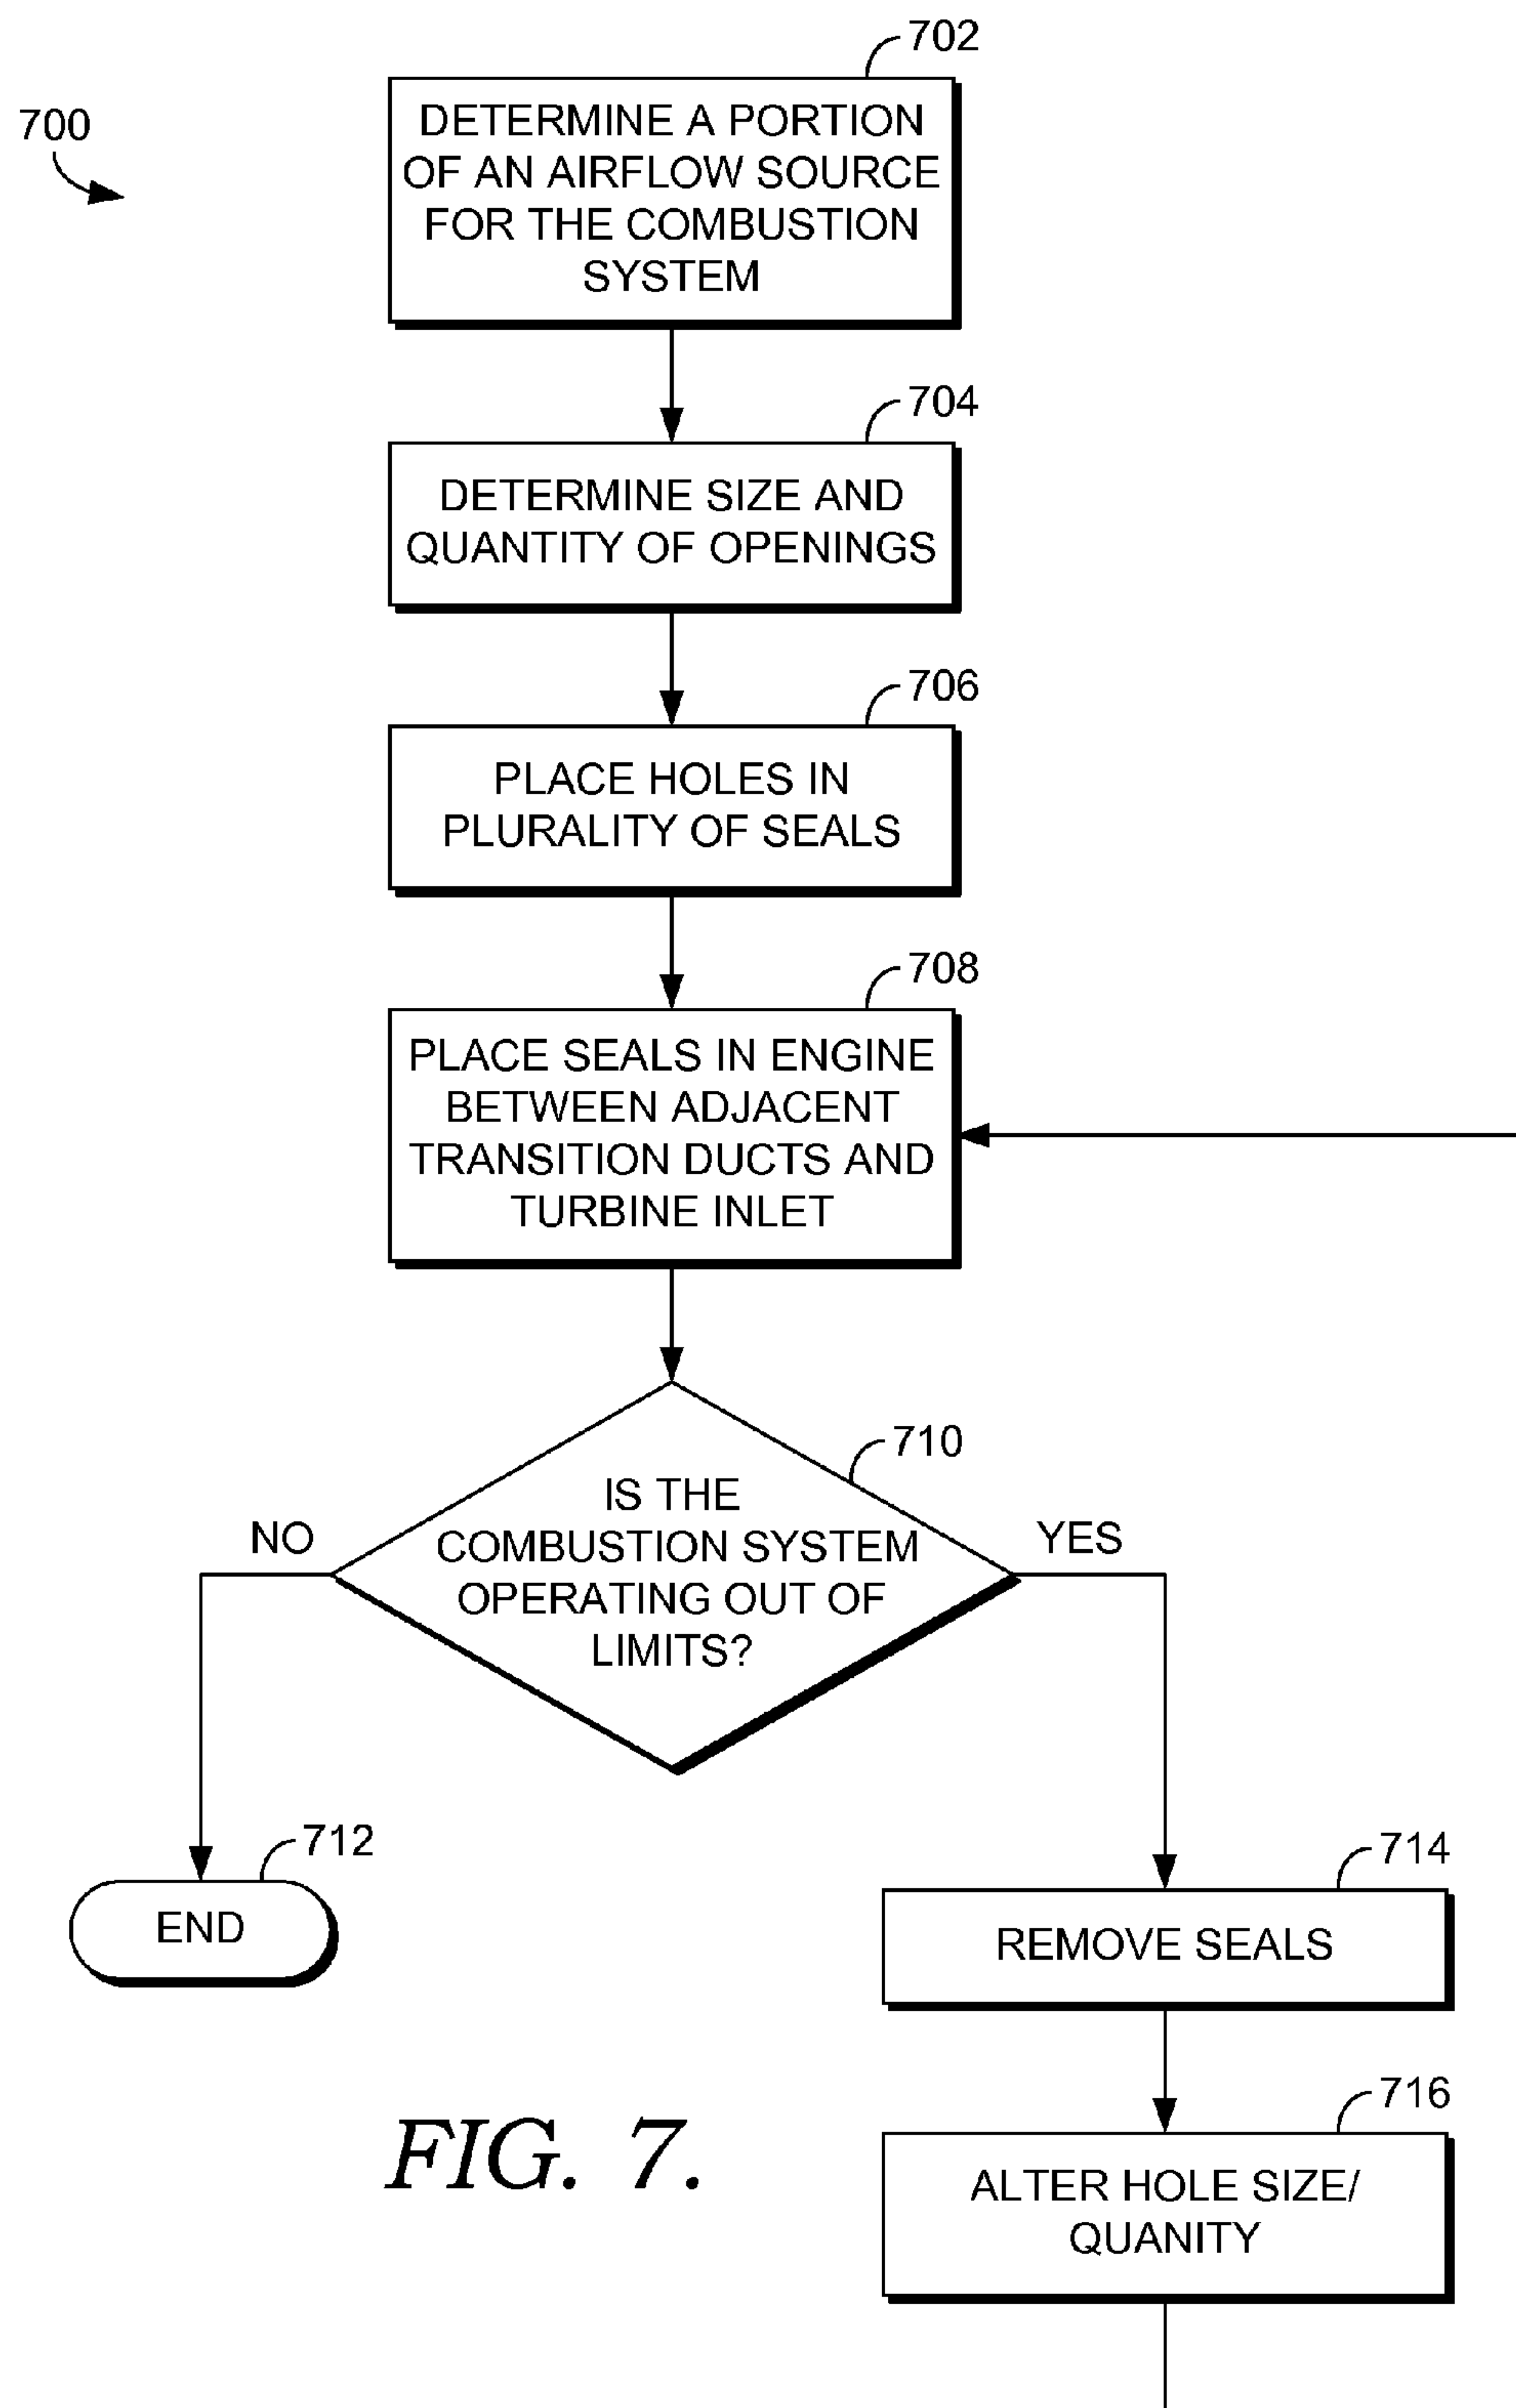 702
700
DETERMINE A PORTION
OF AN AIRFLOW SOURCE
FOR THE COMBUSTION
SYSTEM
704
DETERMINE SIZE AND
QUANTITY OF OPENINGS
706
PLACE HOLES IN
PLURALITY OF SEALS
708
PLACE SEALS IN ENGINE
BETWEEN ADJACENT
TRANSITION DUCTS AND
TURBINE INLET
710
IS THE
COMBUSTION SYSTEM
OPERATING OUT OF
LIMITS?
NO
YES
712
END
714
REMOVE SEALS
716
ALTER HOLE SIZE/
QUANITY
FIG. 7.